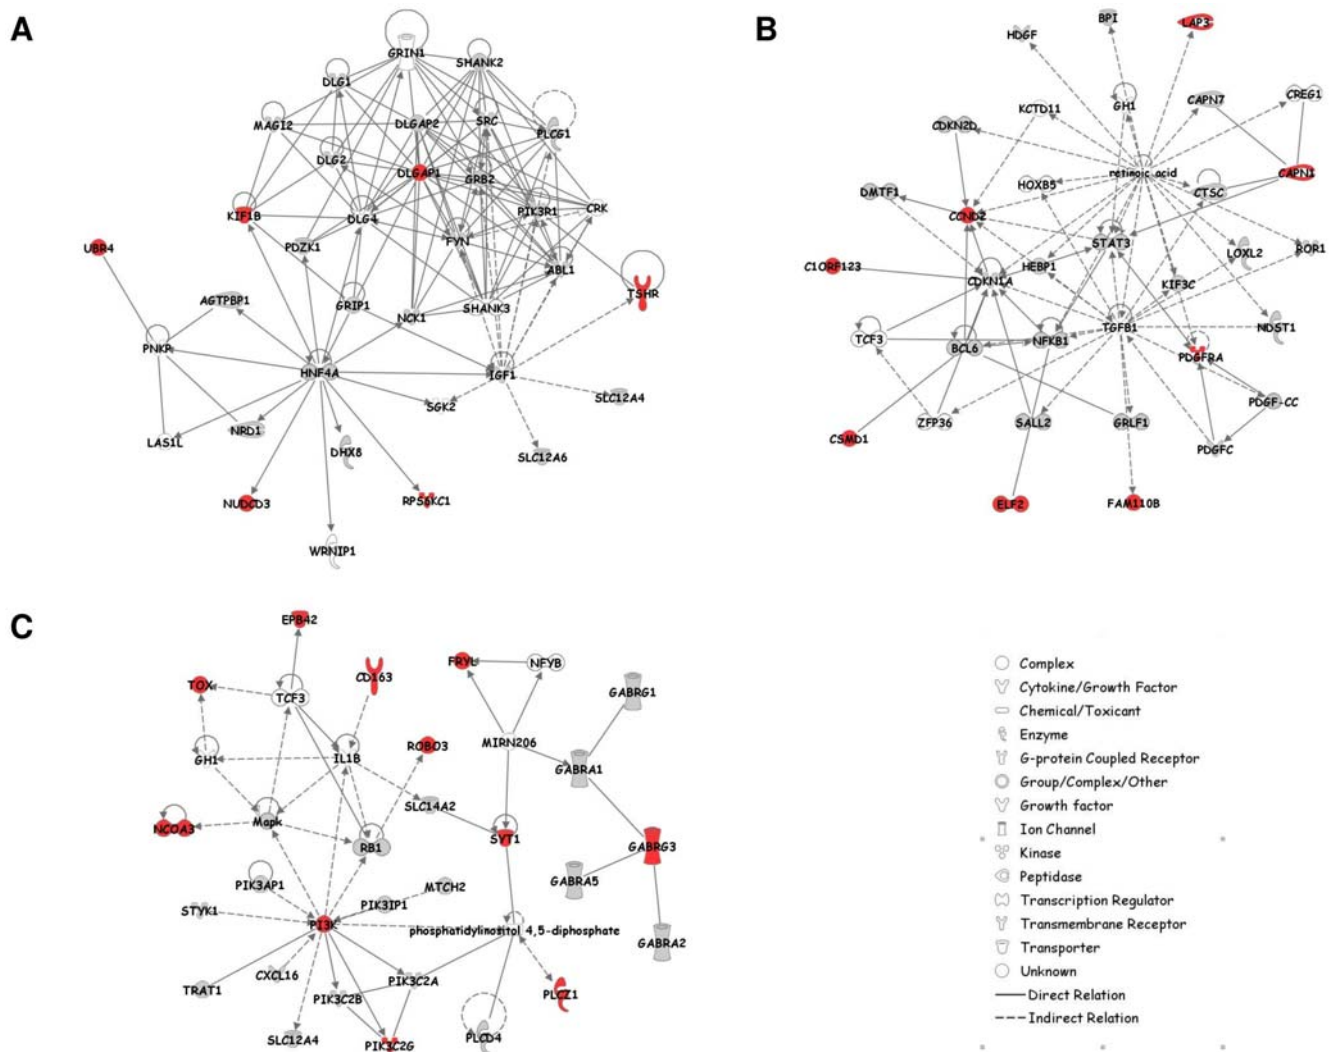 A
GRIN1
SHANK2
DLG1
MAGI2
DLGAP2
SRC
PLCG1
DLG2
DLGAP1
GRB2
KIF1B
DLG4
PIK3R1
CRK
UBR4
PDZK1
FYN
ABL1
TSHR
AGTPBP1
GRIP1
NCK1
SHANK3
PNKP
HNF4A
IGF1
SGK2
SLC12A4
LAS1L
NRD1
DHX8
SLC12A6
NUDCD3
RPS6KC1
WRNIP1
B
BPI
LAP3
HDGF
KCTD11
GH1
CAPN7
CREG1
CDKN2D
retinoic acid
CAPN1
DMTF1
HOXB5
CTSC
CCND2
STAT3
LOXL2
ROR1
C1ORF123
HEBP1
CDKN1A
KIF3C
TCF3
BCL6
NFKB1
TGFB1
NDST1
PDGFRA
PDGF-CC
CSMD1
ZFP36
SALL2
GRLF1
PDGFC
ELF2
FAM110B
C
EPB42
TOX
TCF3
CD163
FRYL
NFYB
GABRG1
GH1
IL1B
ROBO3
MIRN206
GABRA1
NCOA3
Mapk
SLC14A2
RB1
SYT1
GABRG3
PIK3AP1
MTCH2
GABRA5
STYK1
PIK3IP1
PI3K
phosphatidylinositol 4,5-diphosphate
GABRA2
TRAT1
CXCL16
PIK3C2A
PIK3C2B
PLCZ1
SLC12A4
PIK3C2G
PLCD4
Complex
Cytokine/Growth Factor
Chemical/Toxicant
Enzyme
G-protein Coupled Receptor
Group/Complex/Other
Growth factor
Ion Channel
Kinase
Peptidase
Transcription Regulator
Transmembrane Receptor
Transporter
Unknown
Direct Relation
Indirect Relation